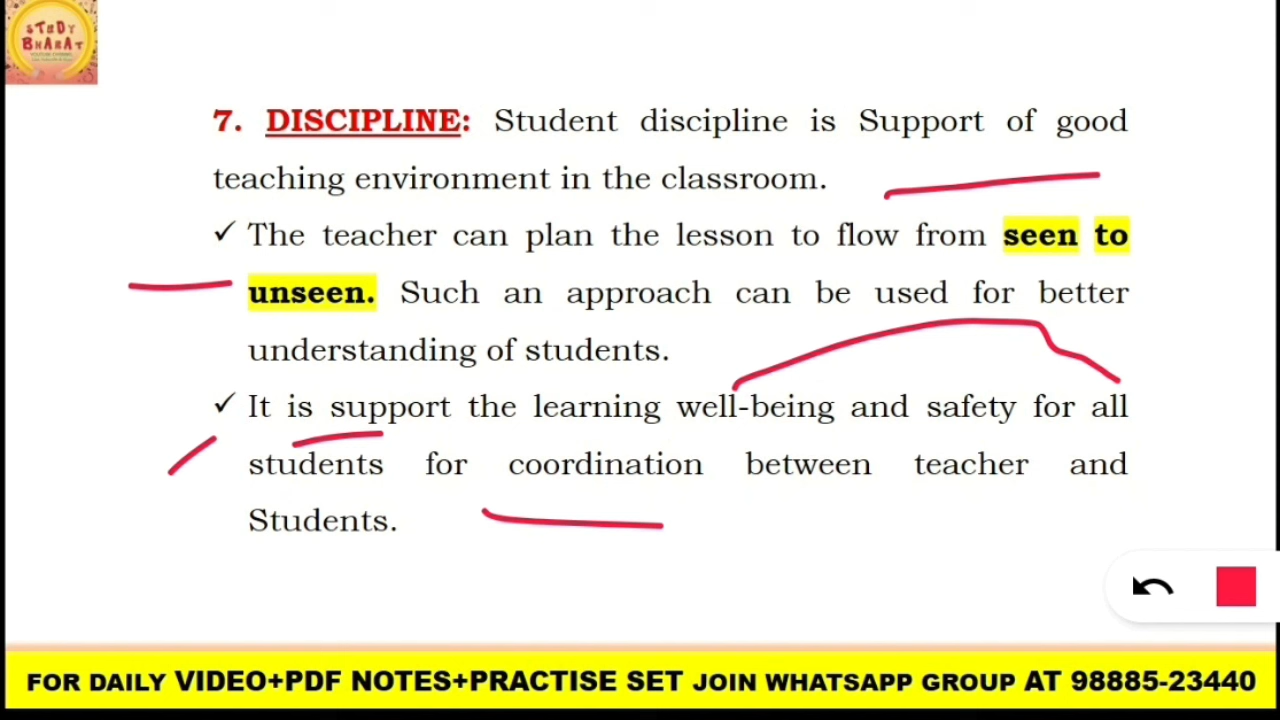 STUDY
BHARAT
7. DISCIPLINE: Student discipline is Support of good
teaching environment in the classroom.
✓ The teacher can plan the lesson to flow from seen to
unseen. Such an approach can be used for better
understanding of students.
✓ It is support the learning well-being and safety for all
students for coordination between teacher and
Students.
FOR DAILY VIDEO+PDF NOTES+PRACTISE SET JOIN WHATSAPP GROUP AT 98885-23440